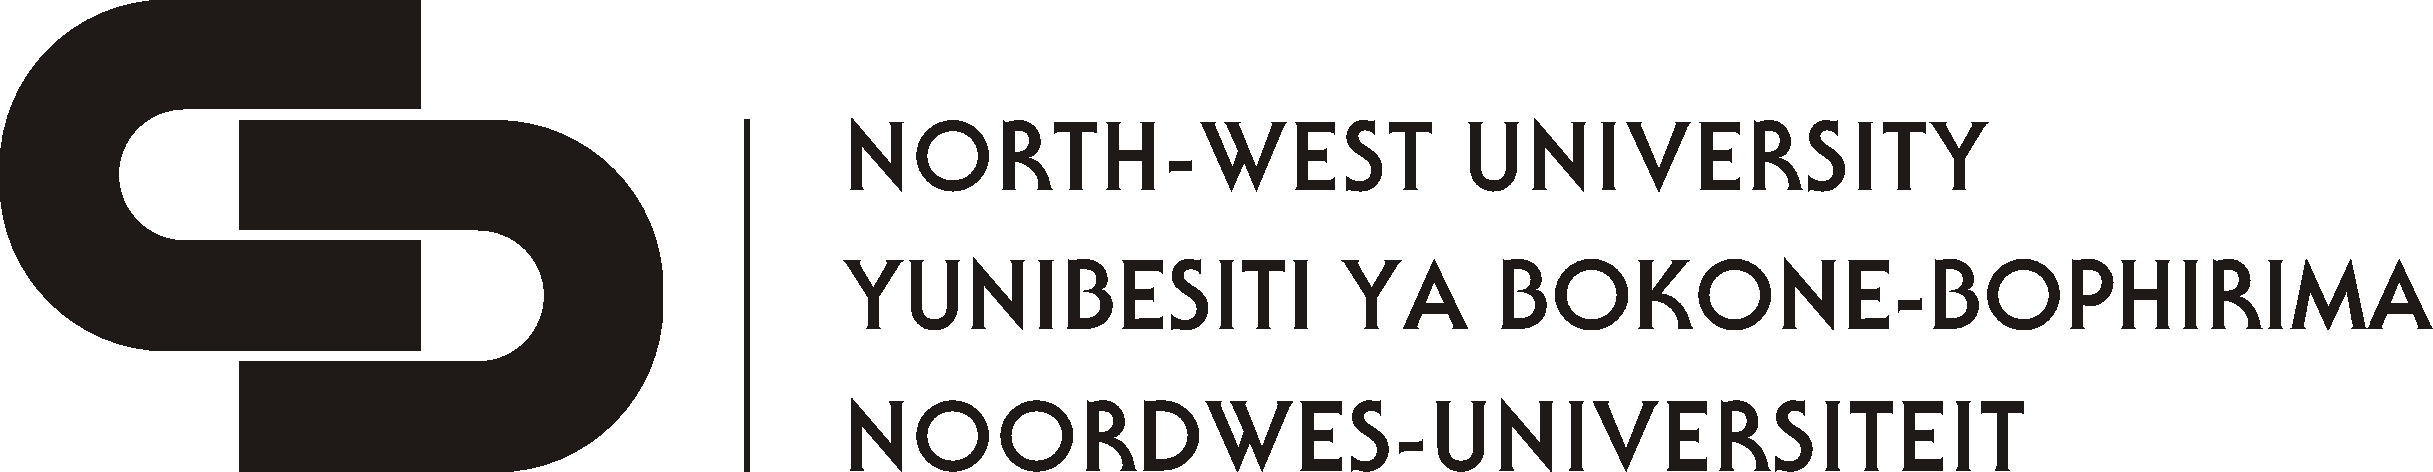 NORTH-WEST UNIVERSITY
YUNIBESITI YA BOKONE-BOPHIRIMA
NOORDWES-UNIVERSITEIT